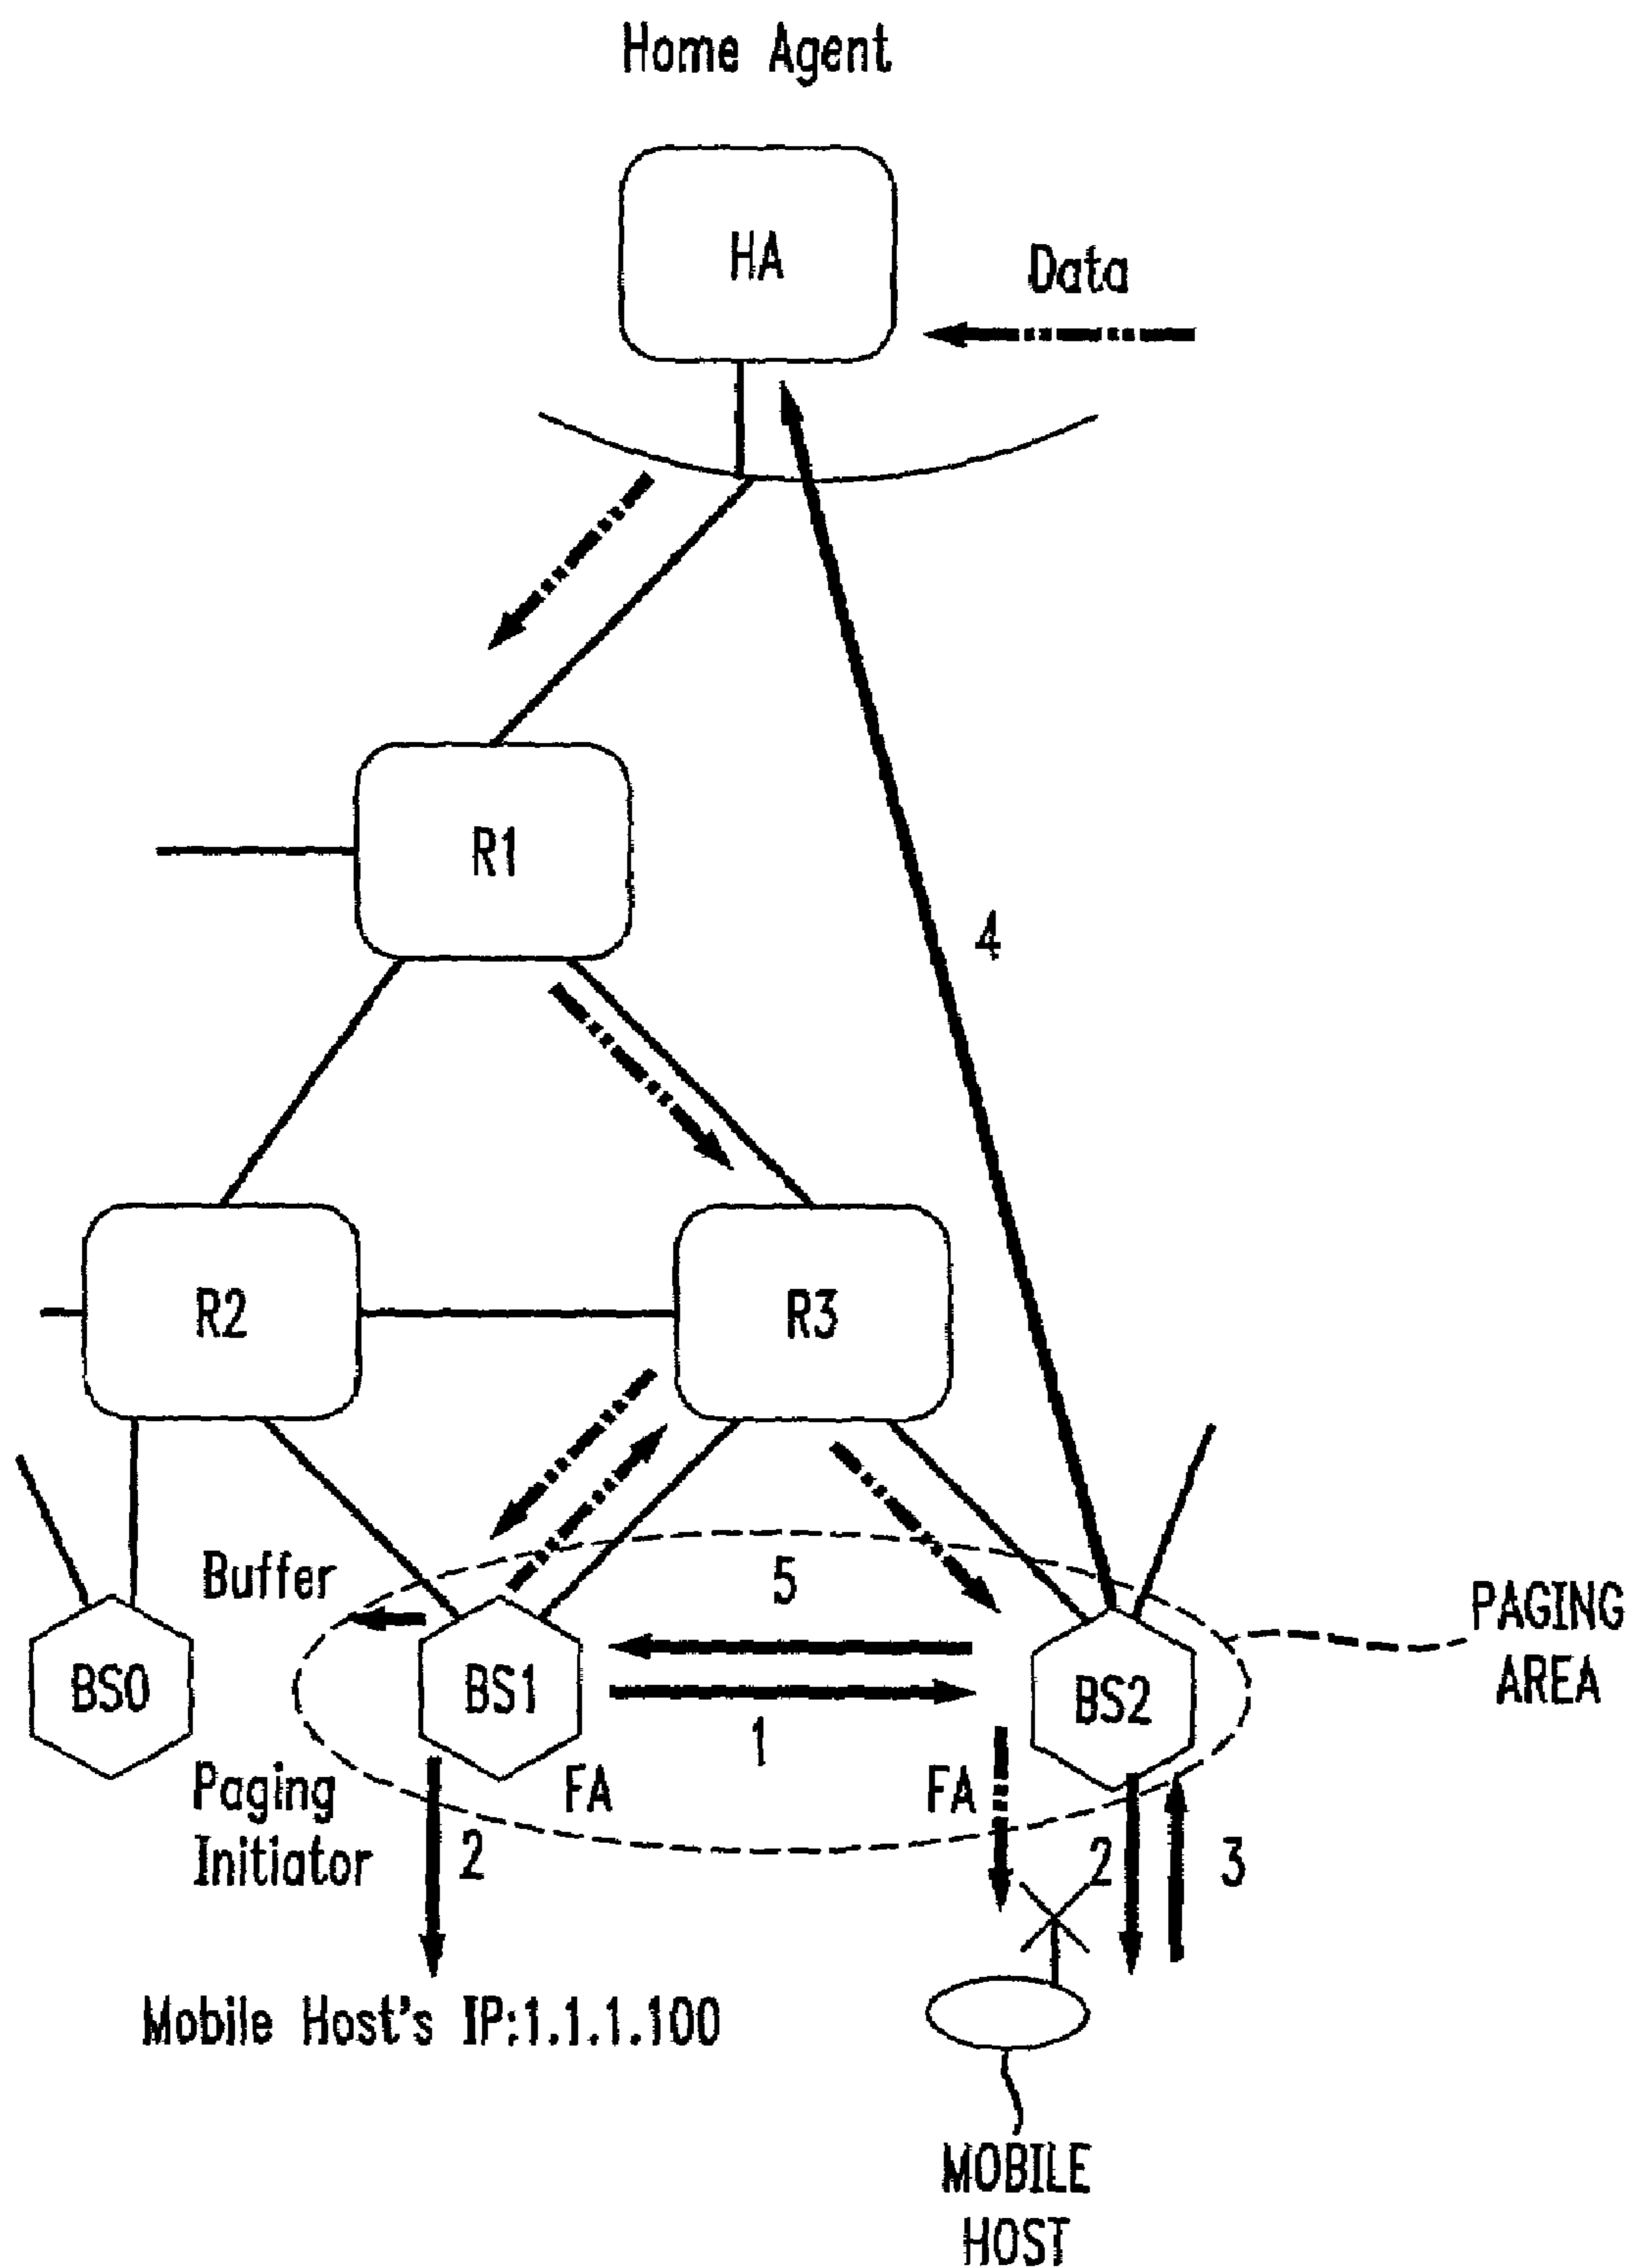 Home Agent
HA
Data
R1
4
R2
R3
Buffer
5
PAGING
AREA
BS0
BS1
BS2
1
Paging
Initiator
FA
FA
2
2
3
Mobile Host's IP:1.1.1.100
MOBILE
HOST